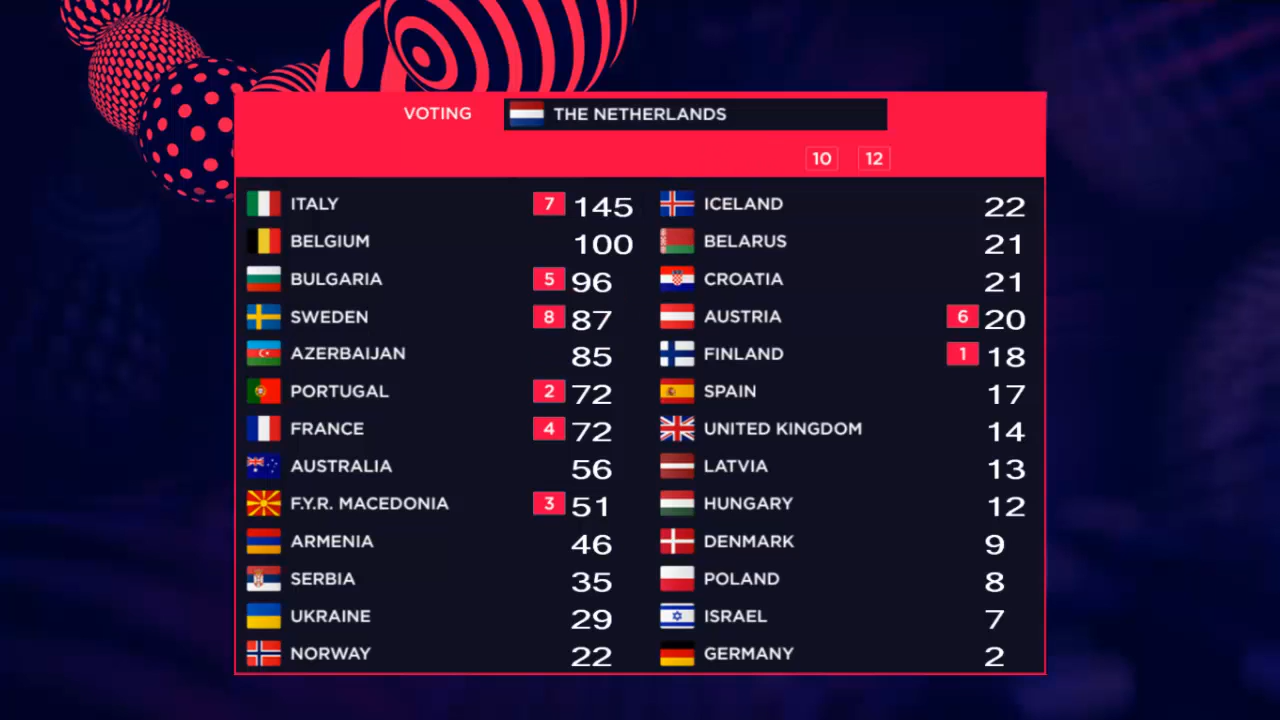 VOTING THE NETHERLANDS
10 12
ITALY 7 145
BELGIUM 100
BULGARIA 5 96
SWEDEN 8 87
AZERBAIJAN 85
PORTUGAL 2 72
FRANCE 4 72
AUSTRALIA 56
F.Y.R. MACEDONIA 3 51
ARMENIA 46
SERBIA 35
UKRAINE 29
NORWAY 22
ICELAND 22
BELARUS 21
CROATIA 21
AUSTRIA 6 20
FINLAND 1 18
SPAIN 17
UNITED KINGDOM 14
LATVIA 13
HUNGARY 12
DENMARK 9
POLAND 8
ISRAEL 7
GERMANY 2